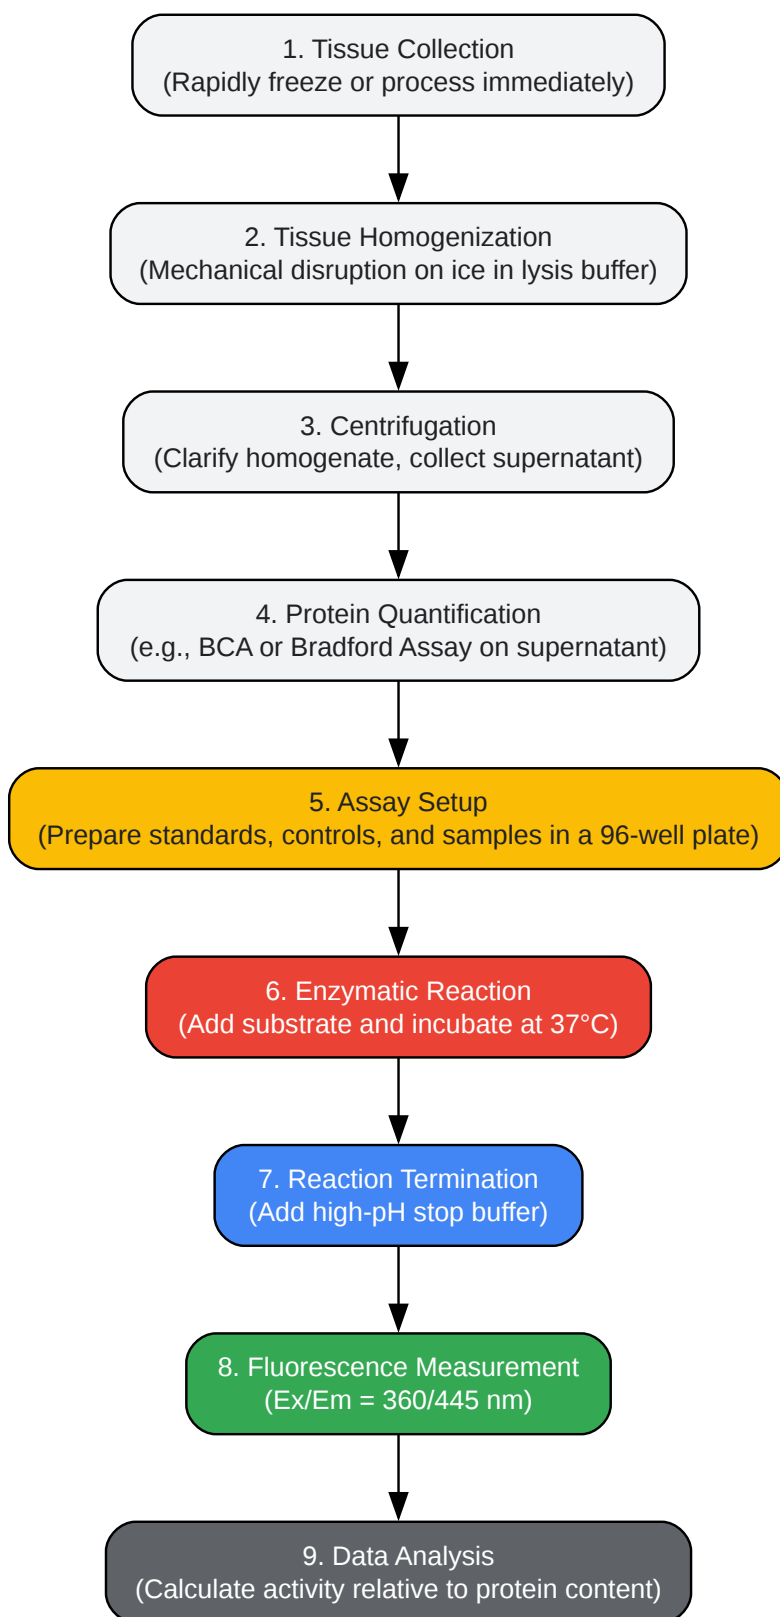 1. Tissue Collection
(Rapidly freeze or process immediately)
2. Tissue Homogenization
(Mechanical disruption on ice in lysis buffer)
3. Centrifugation
(Clarify homogenate, collect supernatant)
4. Protein Quantification
(e.g., BCA or Bradford Assay on supernatant)
5. Assay Setup
(Prepare standards, controls, and samples in a 96-well plate)
6. Enzymatic Reaction
(Add substrate and incubate at 37°C)
7. Reaction Termination
(Add high-pH stop buffer)
8. Fluorescence Measurement
(Ex/Em = 360/445 nm)
9. Data Analysis
(Calculate activity relative to protein content)